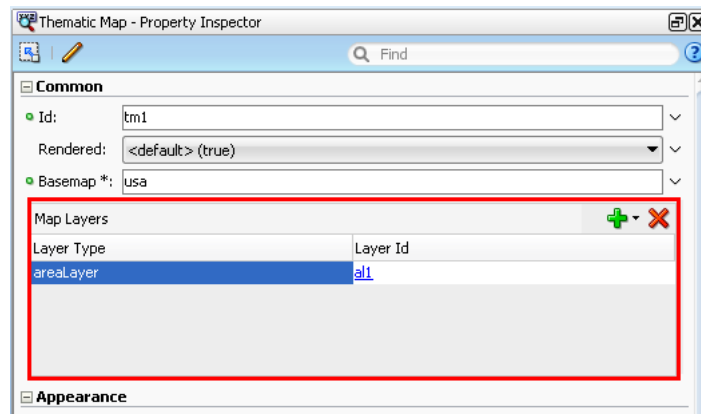 Thematic Map - Property Inspector
Find
Common
Id: tm1
Rendered: <default> (true)
Basemap *: usa
Map Layers
Layer Type Layer Id
areaLayer al1
Appearance